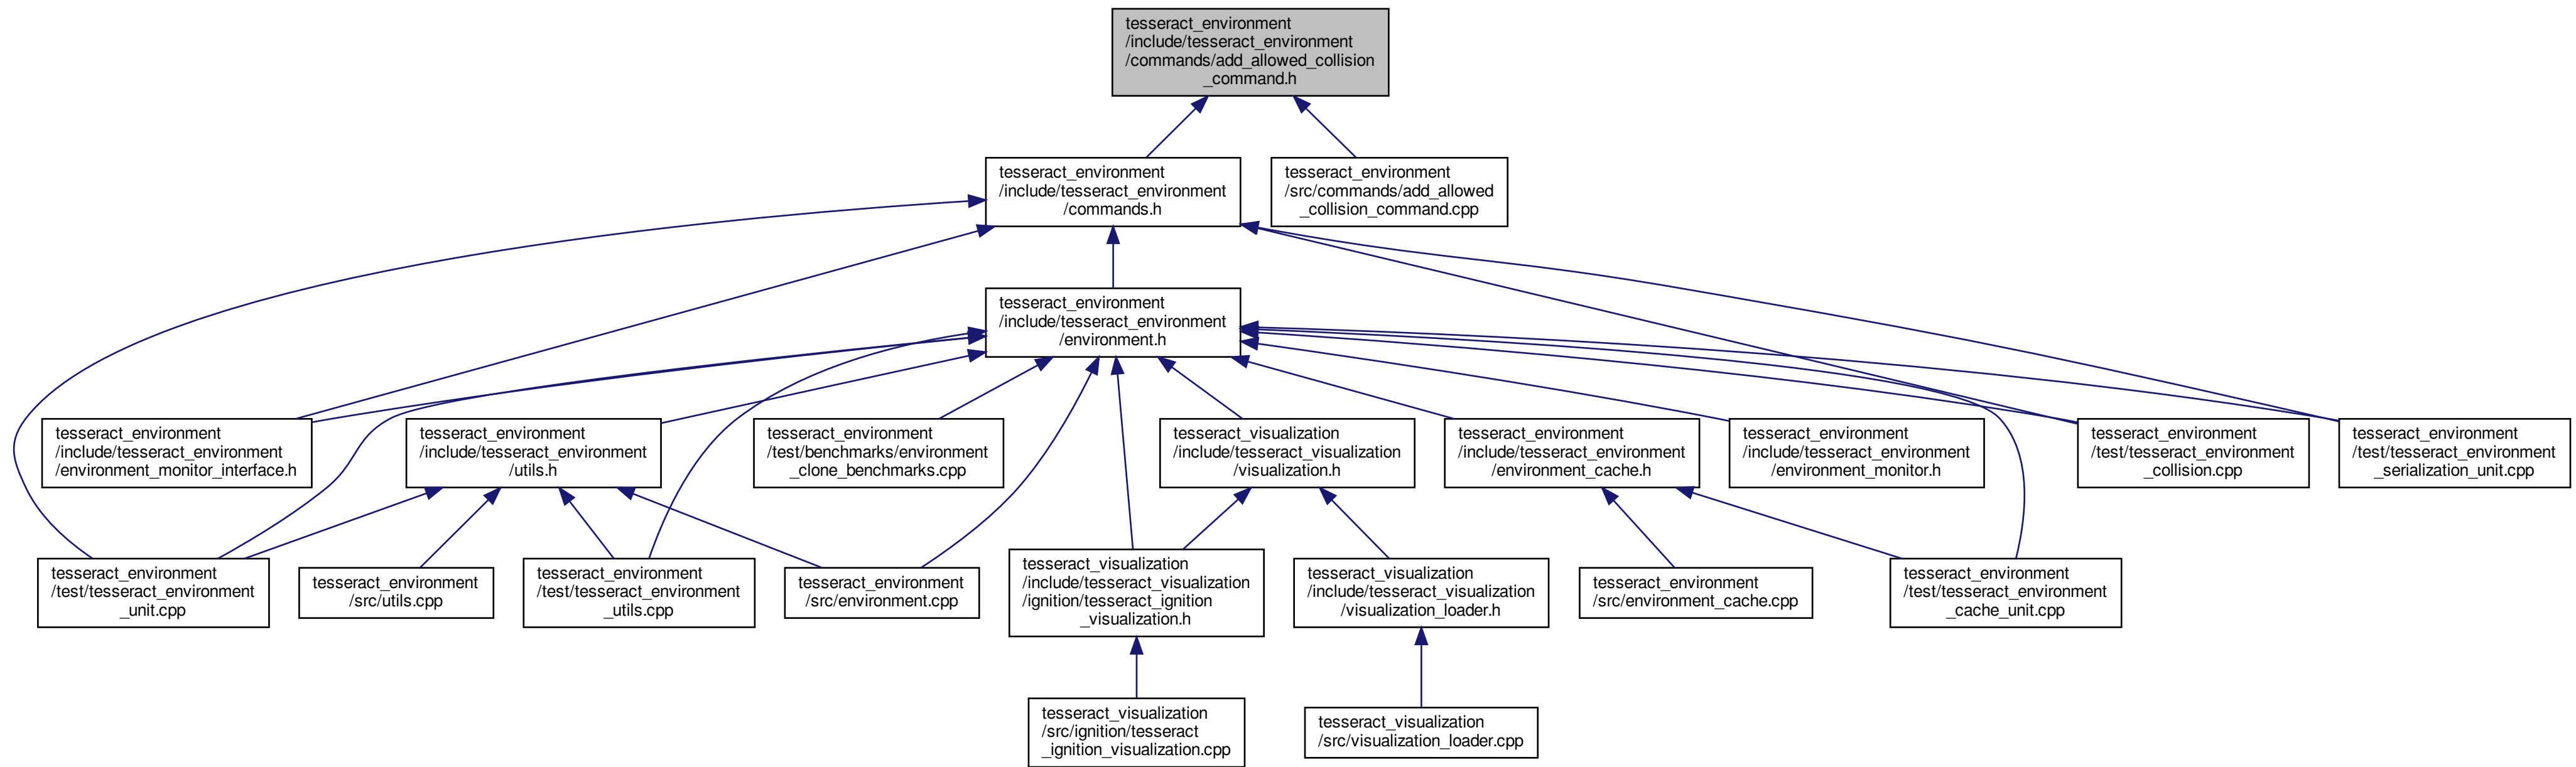 tesseract_environment
/include/tesseract_environment
/commands/add_allowed_collision
_command.h
tesseract_environment
/include/tesseract_environment
/commands.h
tesseract_environment
/src/commands/add_allowed
_collision_command.cpp
tesseract_environment
/include/tesseract_environment
/environment.h
tesseract_environment
/include/tesseract_environment
/environment_monitor_interface.h
tesseract_environment
/include/tesseract_environment
/utils.h
tesseract_environment
/test/benchmarks/environment
_clone_benchmarks.cpp
tesseract_visualization
/include/tesseract_visualization
/visualization.h
tesseract_environment
/include/tesseract_environment
/environment_cache.h
tesseract_environment
/include/tesseract_environment
/environment_monitor.h
tesseract_environment
/test/tesseract_environment
_collision.cpp
tesseract_environment
/test/tesseract_environment
_serialization_unit.cpp
tesseract_environment
/test/tesseract_environment
_unit.cpp
tesseract_environment
/src/utils.cpp
tesseract_environment
/test/tesseract_environment
_utils.cpp
tesseract_environment
/src/environment.cpp
tesseract_visualization
/include/tesseract_visualization
/ignition/tesseract_ignition
_visualization.h
tesseract_visualization
/include/tesseract_visualization
/visualization_loader.h
tesseract_environment
/src/environment_cache.cpp
tesseract_environment
/test/tesseract_environment
_cache_unit.cpp
tesseract_visualization
/src/ignition/tesseract
_ignition_visualization.cpp
tesseract_visualization
/src/visualization_loader.cpp